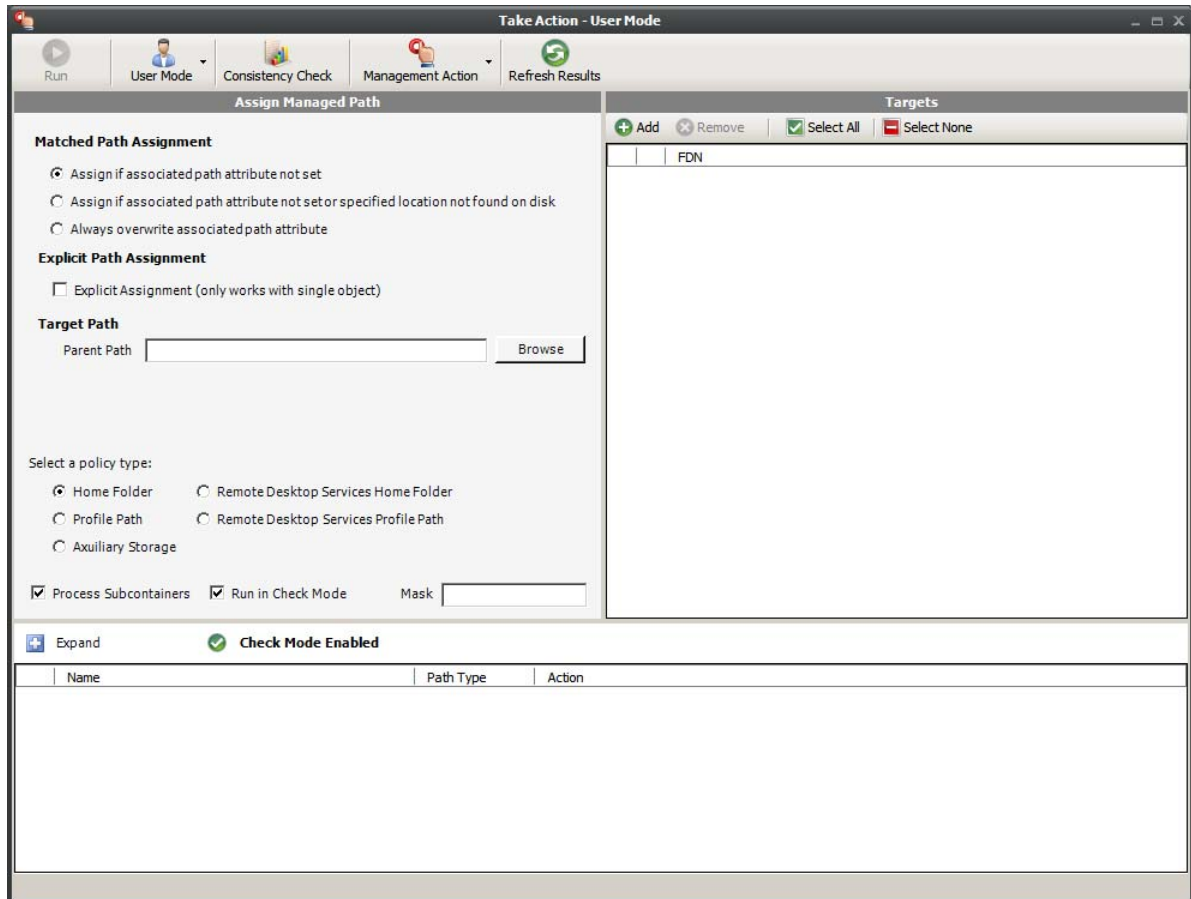 Take Action - User Mode
Run
User Mode
Consistency Check
Management Action
Refresh Results
Assign Managed Path
Matched Path Assignment
Assign if associated path attribute not set
Assign if associated path attribute not set or specified location not found on disk
Always overwrite associated path attribute
Explicit Path Assignment
Explicit Assignment (only works with single object)
Target Path
Parent Path
Browse
Select a policy type:
Home Folder
Remote Desktop Services Home Folder
Profile Path
Remote Desktop Services Profile Path
Axuiliary Storage
Process Subcontainers
Run in Check Mode
Mask
Targets
Add
Remove
Select All
Select None
FDN
Expand
Check Mode Enabled
Name
Path Type
Action